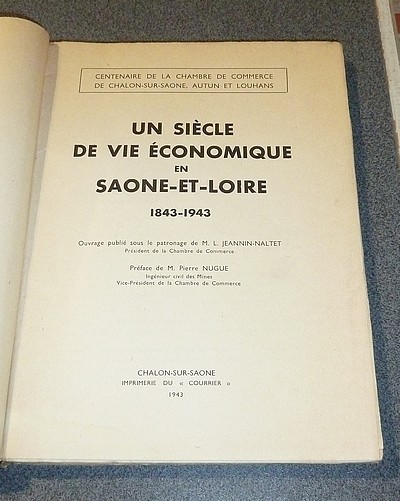 CENTENAIRE DE LA CHAMBRE DE COMMERCE
DE CHALON-SUR-SAONE, AUTUN ET LOUHANS
UN SIÈCLE
DE VIE ÉCONOMIQUE
EN
SAONE-ET-LOIRE
1843-1943
Ouvrage publié sous le patronage de M. L. JEANNIN-NALTET
Président de la Chambre de Commerce
Préface de M. Pierre NUGUE
Ingénieur civil des Mines
Vice-Président de la Chambre de Commerce
CHALON-SUR-SAONE
IMPRIMERIE DU « COURRIER »
1943